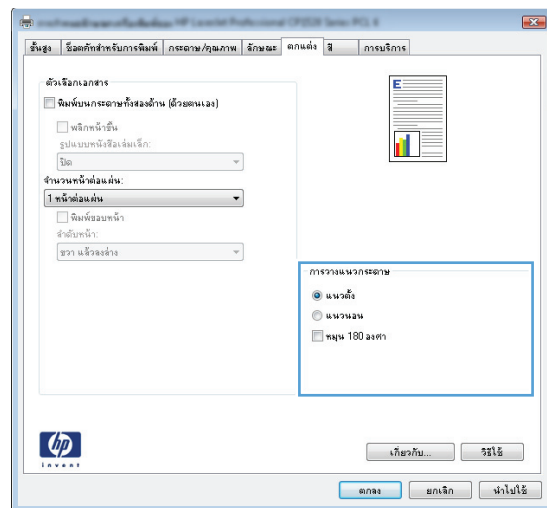 ขั้นสูง ช็อตคัทสำหรับการพิมพ์ กระดาษ/คุณภาพ ลักษณะ ตกแต่ง สี การบริการ
ตัวเลือกเอกสาร
พิมพ์บนกระดาษทั้งสองด้าน (ด้วยตนเอง)
พลิกหน้าขึ้น
รูปแบบหนังสือเล่มเล็ก:
ปิด
จำนวนหน้าต่อแผ่น:
1 หน้าต่อแผ่น
พิมพ์ขอบหน้า
ลำดับหน้า:
ขวา แล้วลงล่าง
E
การวางแนวกระดาษ
แนวตั้ง
แนวนอน
หมุน 180 องศา
hp
invent
เกี่ยวกับ... วิธีใช้
ตกลง ยกเลิก นำไปใช้